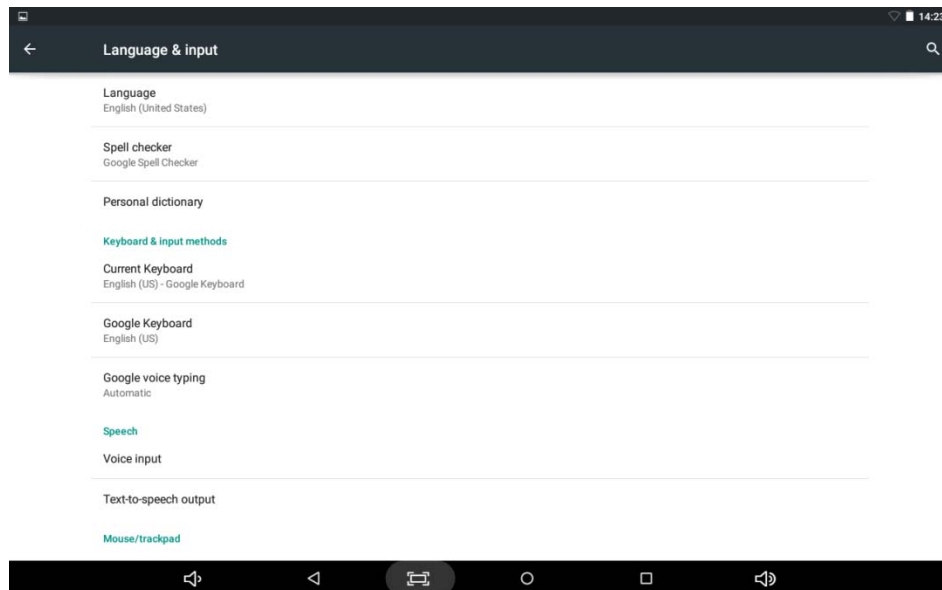 14:23
Language & input
Language
English (United States)
Spell checker
Google Spell Checker
Personal dictionary
Keyboard & input methods
Current Keyboard
English (US) - Google Keyboard
Google Keyboard
English (US)
Google voice typing
Automatic
Speech
Voice input
Text-to-speech output
Mouse/trackpad